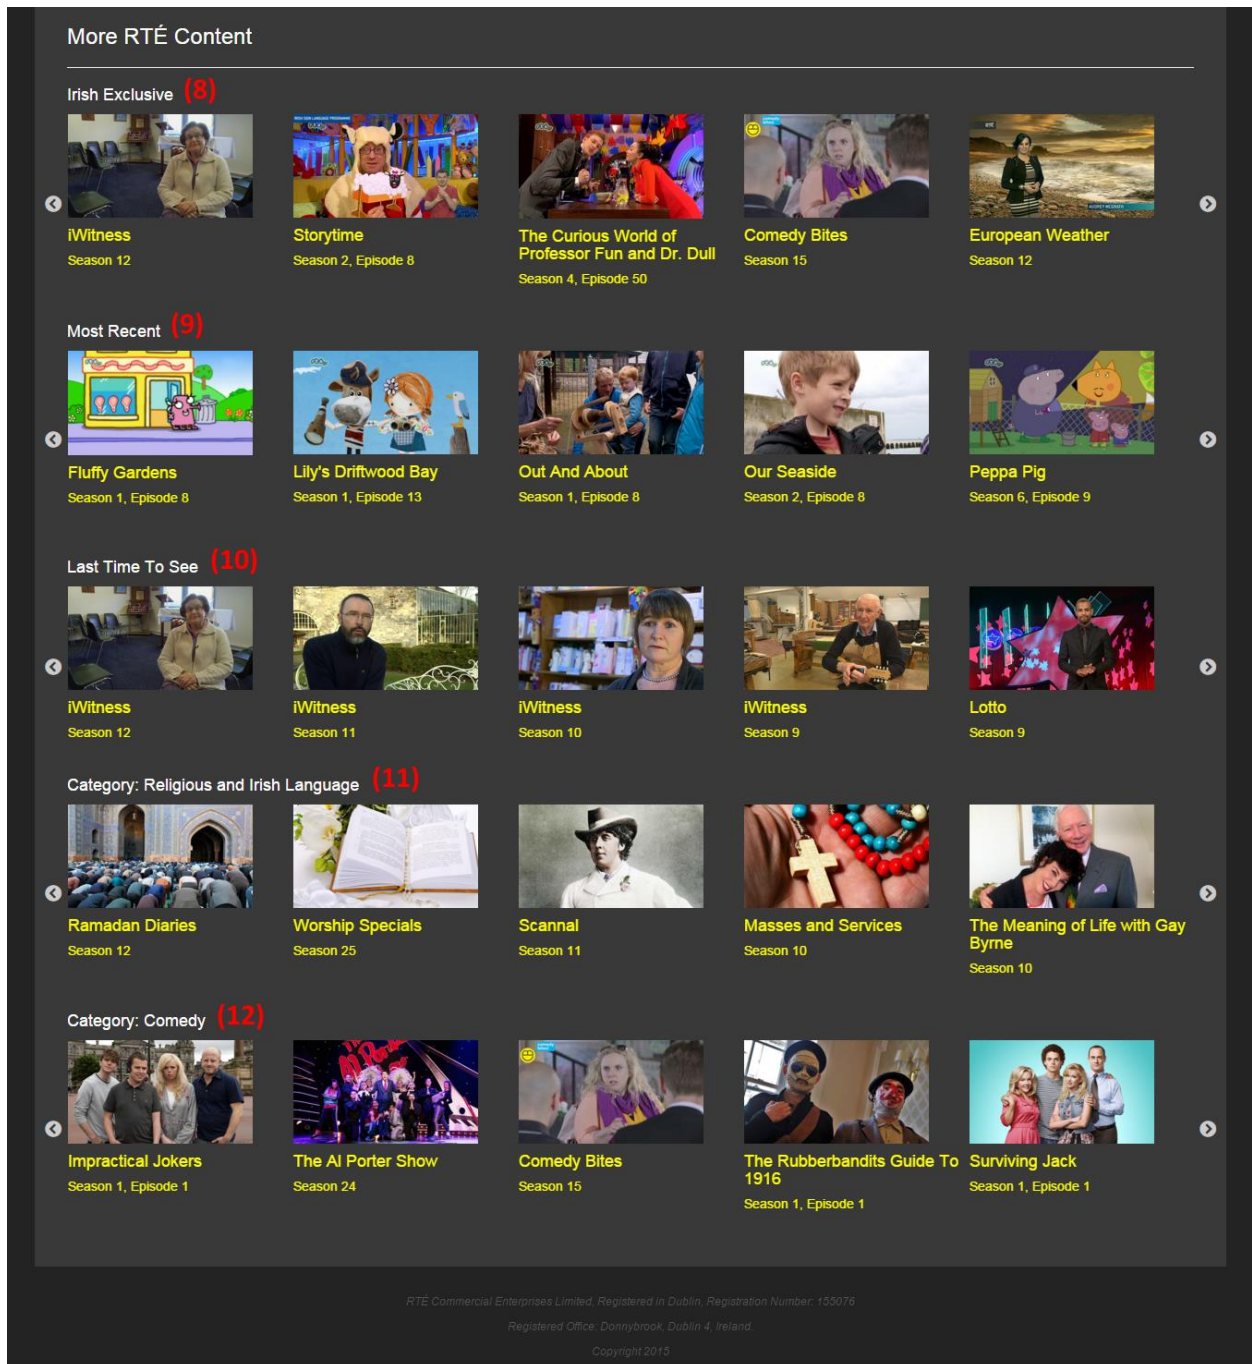 More RTÉ Content
Irish Exclusive (8)
iWitness
Season 12
Storytime
Season 2, Episode 8
The Curious World of
Professor Fun and Dr. Dull
Season 4, Episode 50
Comedy Bites
Season 15
European Weather
Season 12
Most Recent (9)
Fluffy Gardens
Season 1, Episode 8
Lily's Driftwood Bay
Season 1, Episode 13
Out And About
Season 1, Episode 8
Our Seaside
Season 2, Episode 8
Peppa Pig
Season 6, Episode 9
Last Time To See (10)
iWitness
Season 12
iWitness
Season 11
iWitness
Season 10
iWitness
Season 9
Lotto
Season 9
Category: Religious and Irish Language (11)
Ramadan Diaries
Season 12
Worship Specials
Season 25
Scannal
Season 11
Masses and Services
Season 10
The Meaning of Life with Gay
Byrne
Season 10
Category: Comedy (12)
Impractical Jokers
Season 1, Episode 1
The Al Porter Show
Season 24
Comedy Bites
Season 15
The Rubberbandits Guide To
1916
Season 1, Episode 1
Surviving Jack
Season 1, Episode 1
RTÉ Commercial Enterprises Limited, Registered in Dublin, Registration Number: 155076
Registered Office: Donnybrook, Dublin 4, Ireland.
Copyright 2015